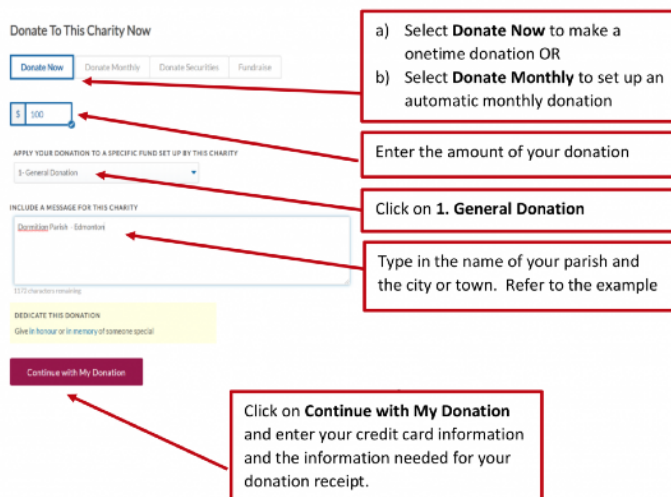 Donate To This Charity Now
Donate Now
Donate Monthly
Donate Securities
Fundraise
$ 100
APPLY YOUR DONATION TO A SPECIFIC FUND SET UP BY THIS CHARITY
1- General Donation
INCLUDE A MESSAGE FOR THIS CHARITY
Dormition Parish - Edmonton
characters remaining
DEDICATE THIS DONATION
Give in honour or in memory of someone special
Continue with My Donation
a) Select Donate Now to make a
onetime donation OR
b) Select Donate Monthly to set up an
automatic monthly donation
Enter the amount of your donation
Click on 1. General Donation
Type in the name of your parish and
the city or town. Refer to the example
Click on Continue with My Donation
and enter your credit card information
and the information needed for your
donation receipt.